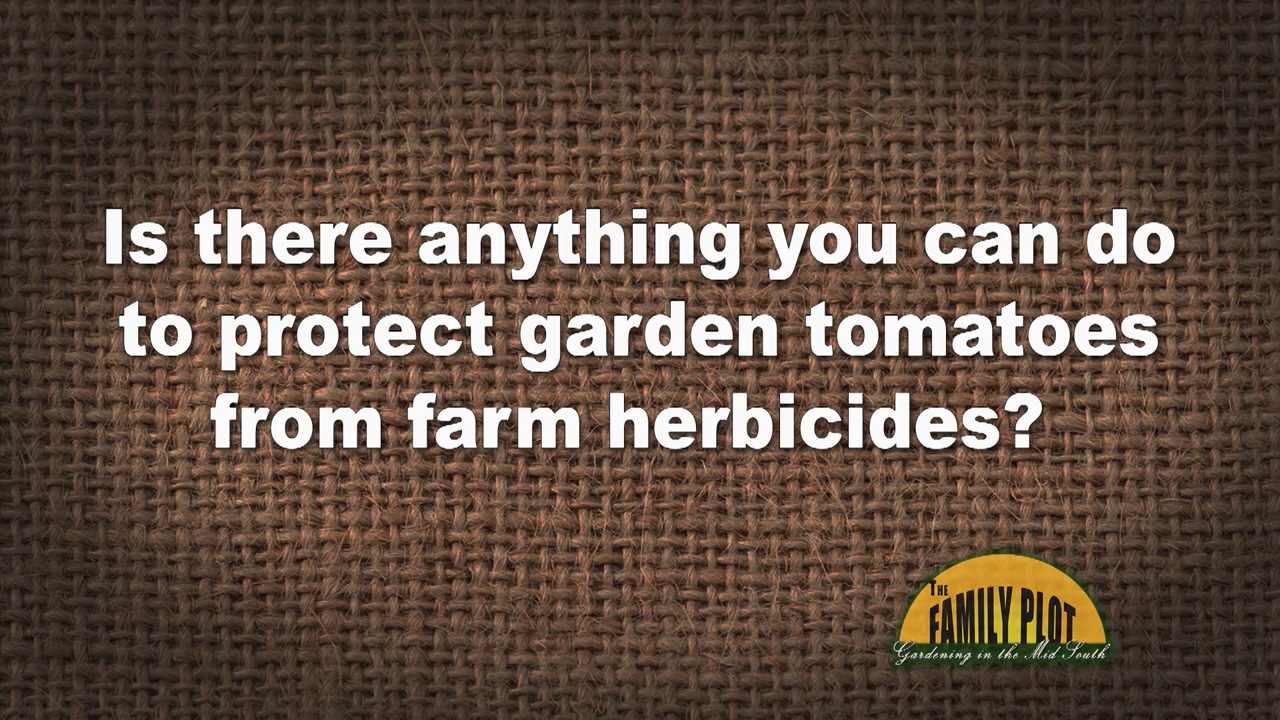 Is there anything you can do
to protect garden tomatoes
from farm herbicides?
THE
FAMILY PLOT
Gardening in the Mid South